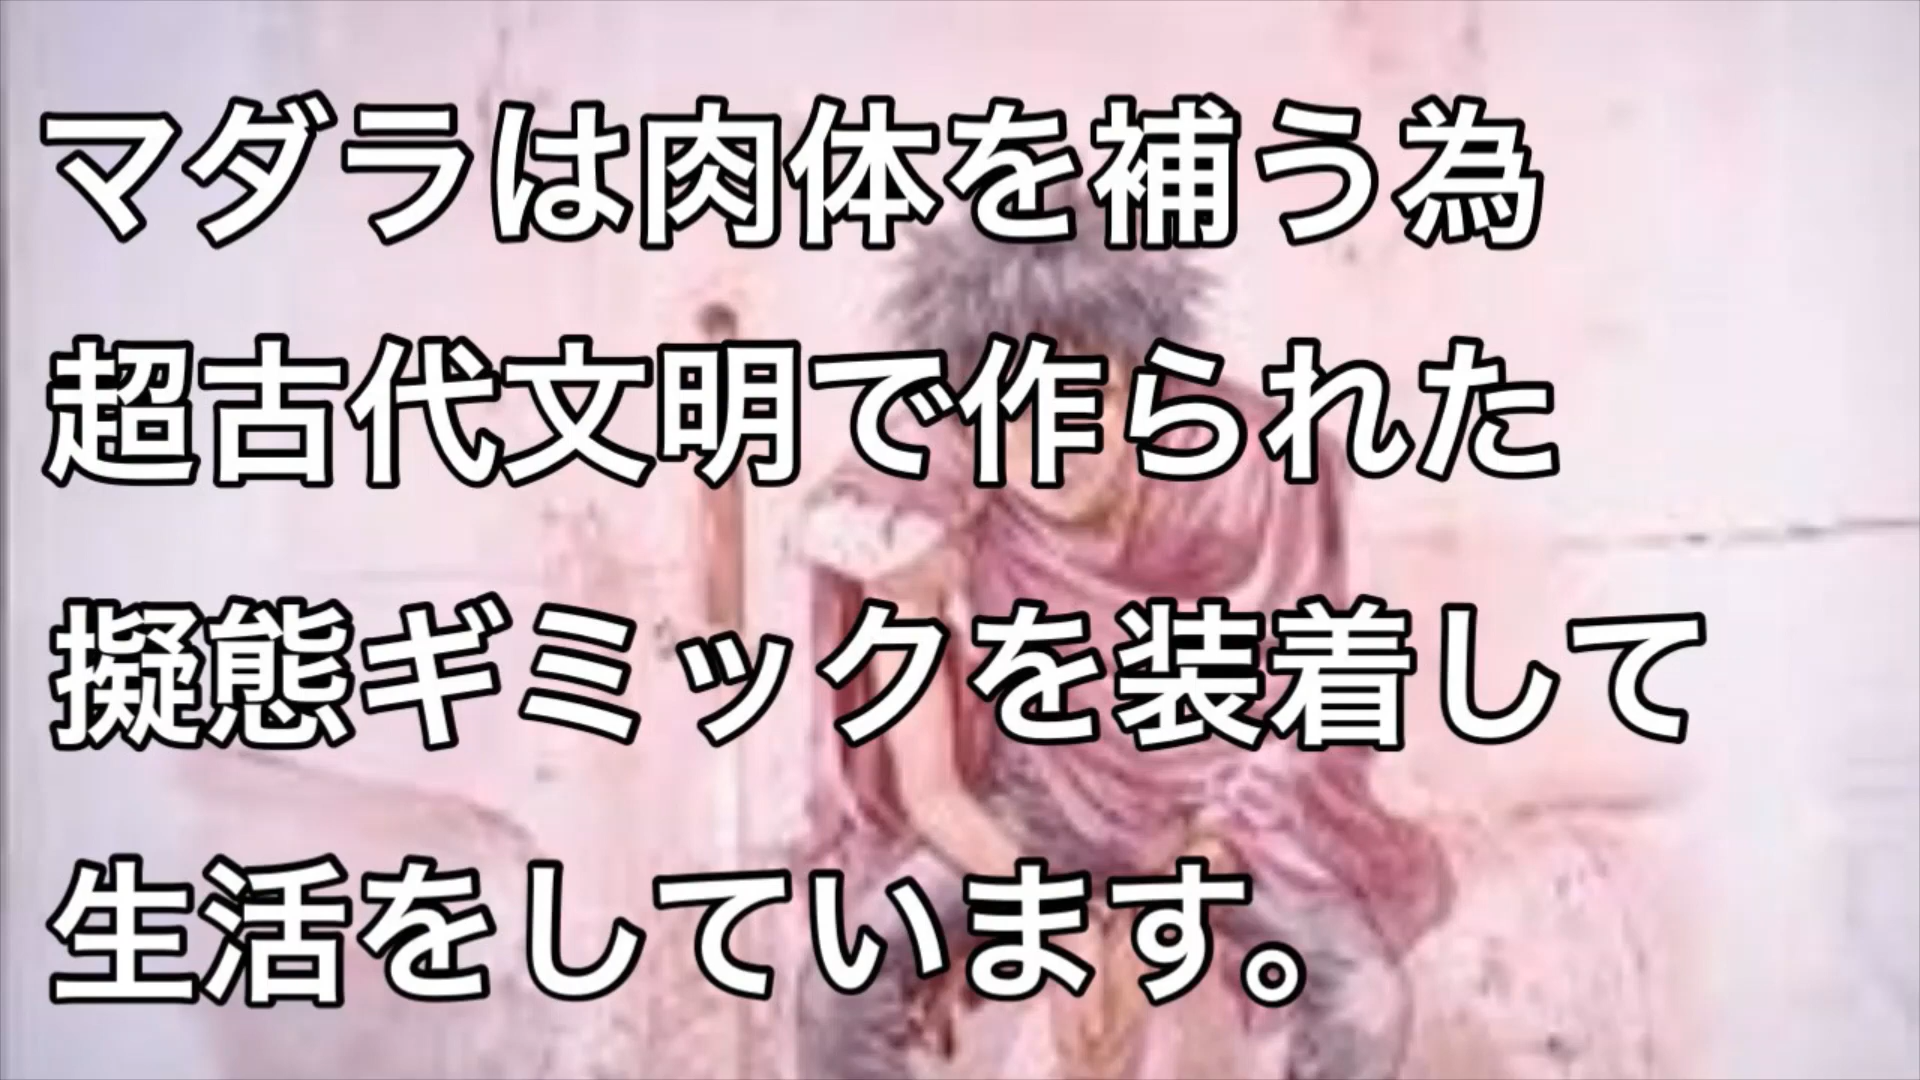 マダラは肉体を補う為
超古代文明で作られた
擬態ギミックを装着して
生活をしています。